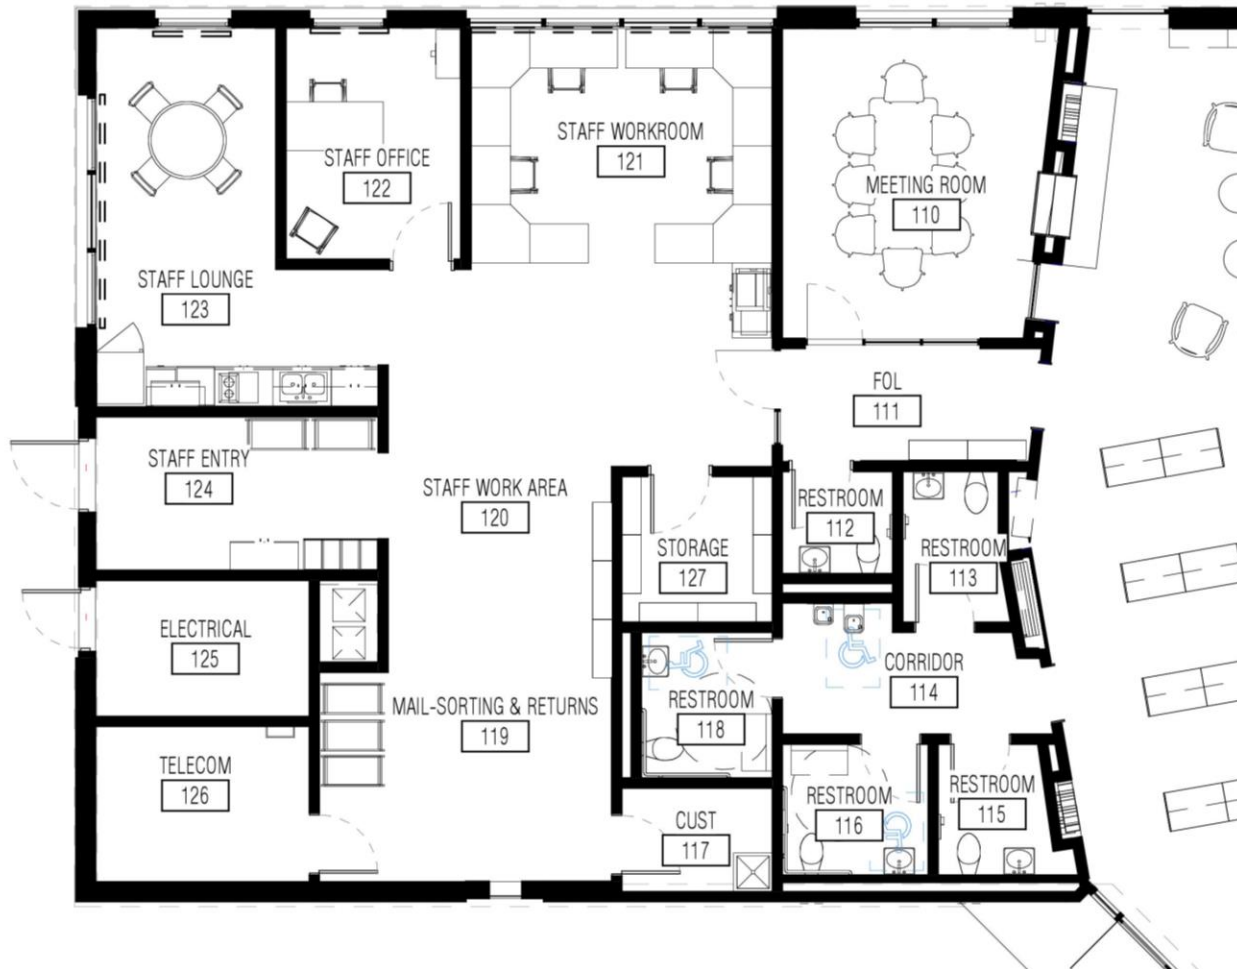 STAFF WORKROOM
121
STAFF OFFICE
122
MEETING ROOM
110
STAFF LOUNGE
123
FOL
111
STAFF ENTRY
124
STAFF WORK AREA
120
RESTROOM
112
STORAGE
127
RESTROOM
113
ELECTRICAL
125
CORRIDOR
114
RESTROOM
118
MAIL-SORTING & RETURNS
119
TELECOM
126
RESTROOM
116
RESTROOM
115
CUST
117